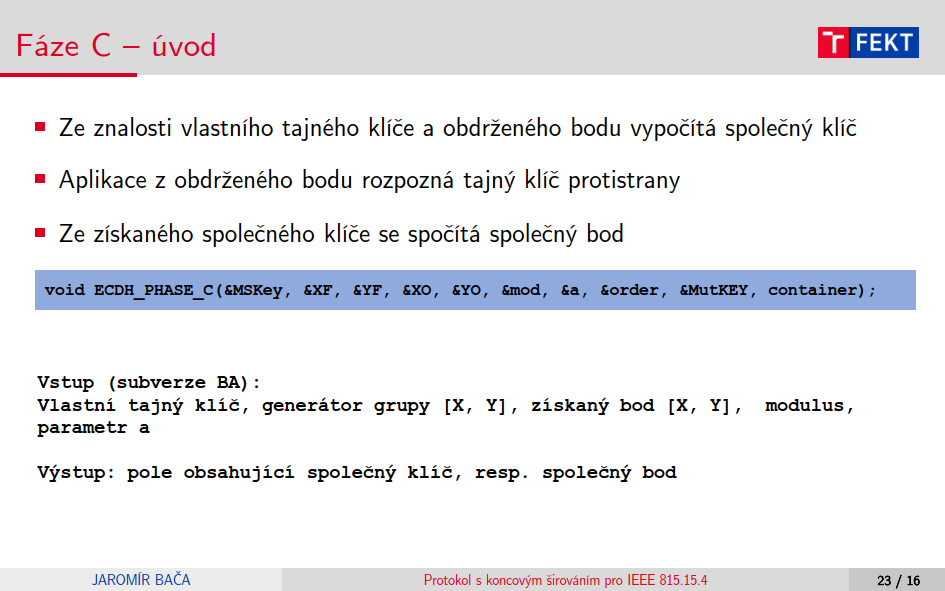 Fáze C – úvod
T FEKT
Ze znalosti vlastního tajného klíče a obdrženého bodu vypočítá společný klíč
Aplikace z obdrženého bodu rozpozná tajný klíč protistrany
Ze získaného společného klíče se spočítá společný bod
void ECDH_PHASE_C(&MSKey, &XF, &YF, &XO, &YO, &mod, &a, &order, &MutKEY, container);
Vstup (subverze BA):
Vlastní tajný klíč, generátor grupy [X, Y], získaný bod [X, Y], modulus,
parametr a
Výstup: pole obsahující společný klíč, resp. společný bod
JAROMÍR BAČA
Protokol s koncovým širováním pro IEEE 815.15.4
23 / 16